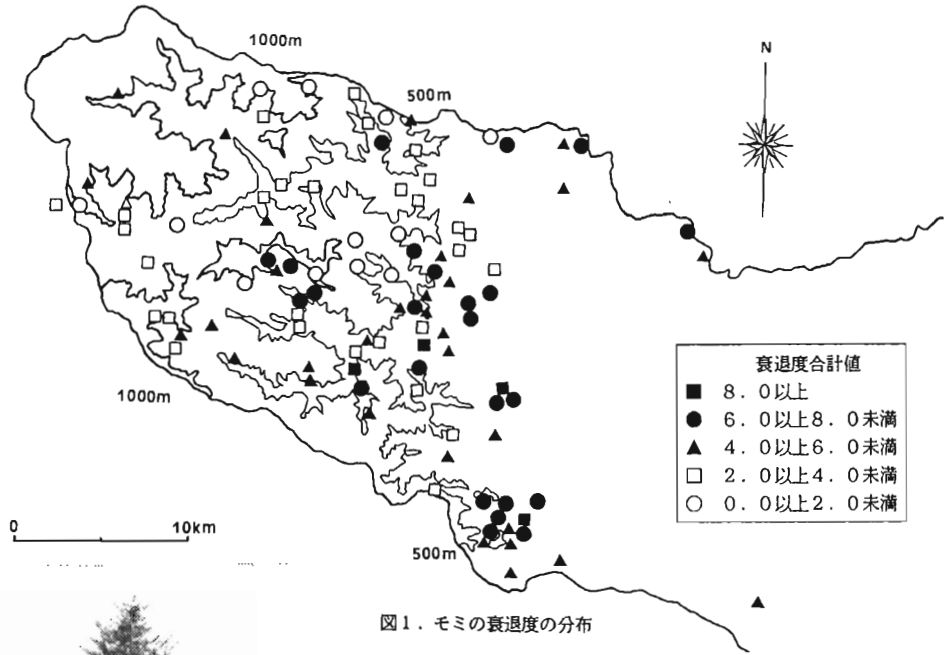 1000m
500m
N
衰退度合計値
■ 8．0以上
● 6．0以上8．0未満
▲ 4．0以上6．0未満
□ 2．0以上4．0未満
○ 0．0以上2．0未満
1000m
0 10km
500m
図1．モミの衰退度の分布